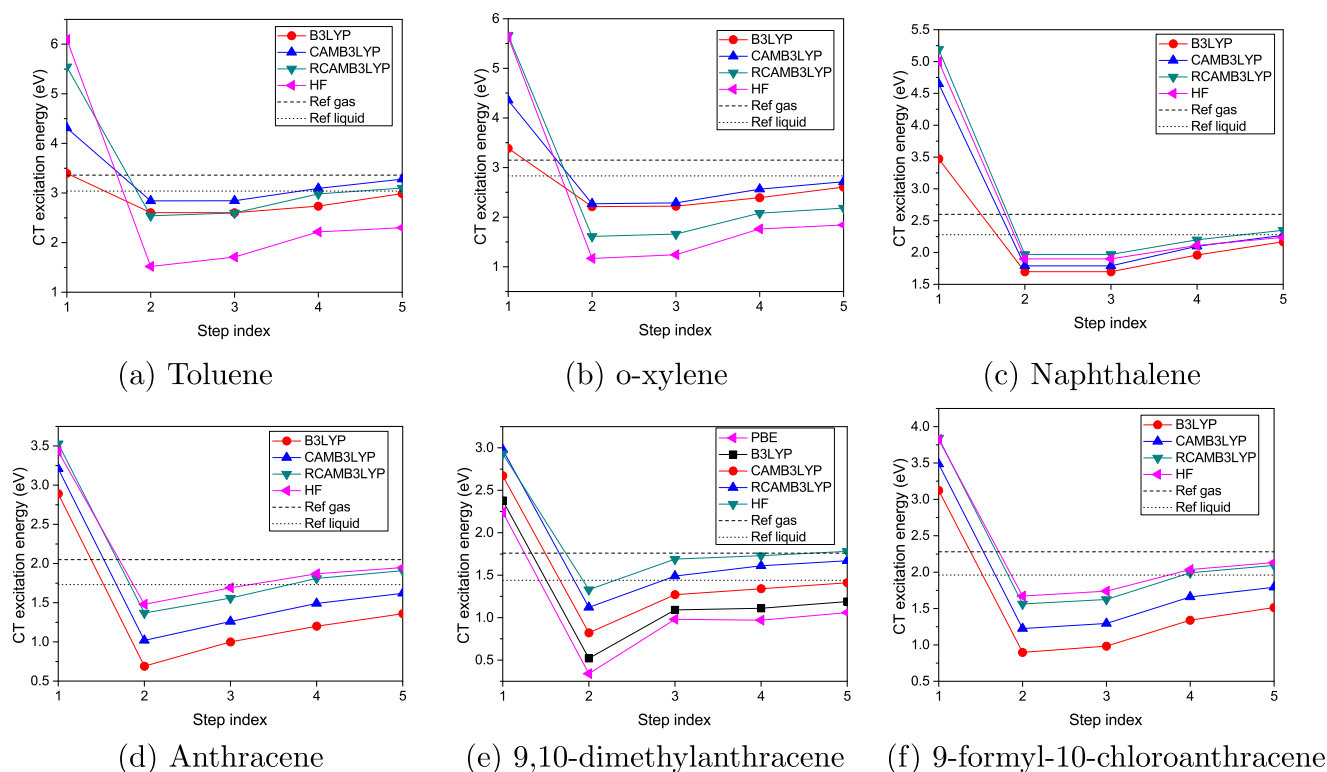 B3LYP
CAMB3LYP
RCAMB3LYP
HF
Ref gas
Ref liquid
CT excitation energy (eV)
6
5
4
3
2
1
1 2 3 4 5
Step index
(a) Toluene
B3LYP
CAMB3LYP
RCAMB3LYP
HF
Ref gas
Ref liquid
CT excitation energy (eV)
6
5
4
3
2
1
1 2 3 4 5
Step index
(b) o-xylene
B3LYP
CAMB3LYP
RCAMB3LYP
HF
Ref gas
Ref liquid
CT excitation energy (eV)
5.5
5.0
4.5
4.0
3.5
3.0
2.5
2.0
1.5
1 2 3 4 5
Step index
(c) Naphthalene
B3LYP
CAMB3LYP
RCAMB3LYP
HF
Ref gas
Ref liquid
CT excitation energy (eV)
3.5
3.0
2.5
2.0
1.5
1.0
0.5
1 2 3 4 5
Step index
(d) Anthracene
PBE
B3LYP
CAMB3LYP
RCAMB3LYP
HF
Ref gas
Ref liquid
CT excitation energy (eV)
3.0
2.5
2.0
1.5
1.0
0.5
1 2 3 4 5
Step index
(e) 9,10-dimethylanthracene
B3LYP
CAMB3LYP
RCAMB3LYP
HF
Ref gas
Ref liquid
CT excitation energy (eV)
4.0
3.5
3.0
2.5
2.0
1.5
1.0
0.5
1 2 3 4 5
Step index
(f) 9-formyl-10-chloroanthracene